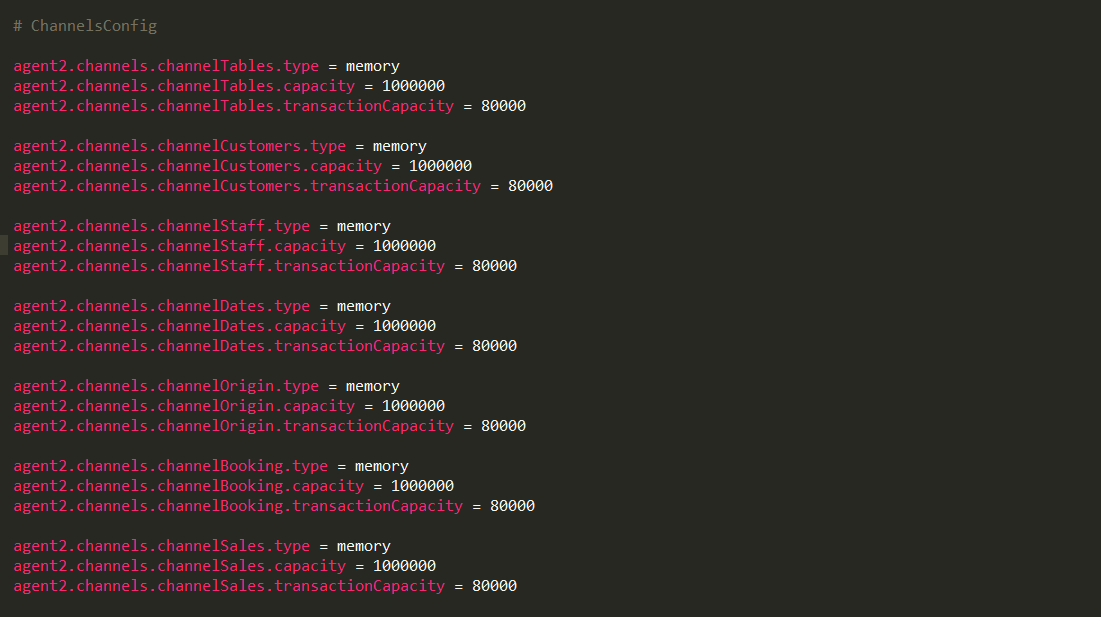 # ChannelsConfig
agent2.channels.channelTables.type = memory
agent2.channels.channelTables.capacity = 1000000
agent2.channels.channelTables.transactionCapacity = 80000
agent2.channels.channelCustomers.type = memory
agent2.channels.channelCustomers.capacity = 1000000
agent2.channels.channelCustomers.transactionCapacity = 80000
agent2.channels.channelStaff.type = memory
agent2.channels.channelStaff.capacity = 1000000
agent2.channels.channelStaff.transactionCapacity = 80000
agent2.channels.channelDates.type = memory
agent2.channels.channelDates.capacity = 1000000
agent2.channels.channelDates.transactionCapacity = 80000
agent2.channels.channelOrigin.type = memory
agent2.channels.channelOrigin.capacity = 1000000
agent2.channels.channelOrigin.transactionCapacity = 80000
agent2.channels.channelBooking.type = memory
agent2.channels.channelBooking.capacity = 1000000
agent2.channels.channelBooking.transactionCapacity = 80000
agent2.channels.channelSales.type = memory
agent2.channels.channelSales.capacity = 1000000
agent2.channels.channelSales.transactionCapacity = 80000